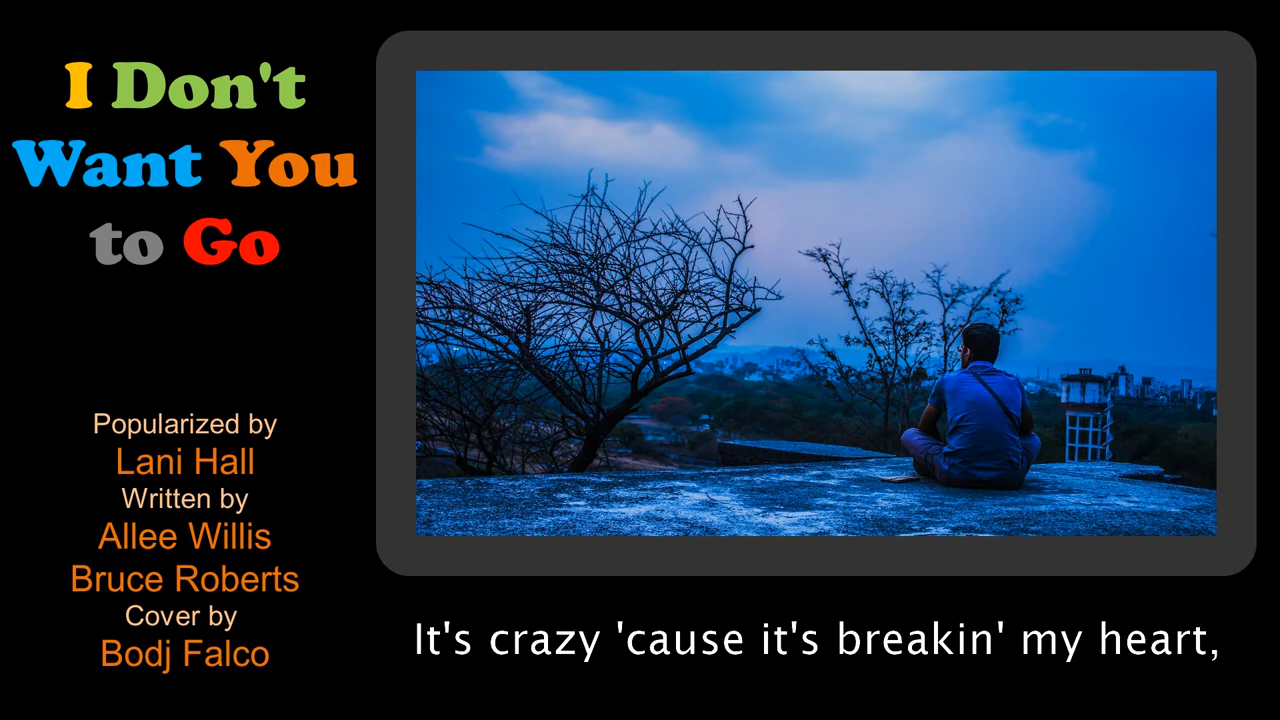 I Don't
Want You
to Go
Popularized by
Lani Hall
Written by
Allee Willis
Bruce Roberts
Cover by
Bodj Falco
It's crazy 'cause it's breakin' my heart,